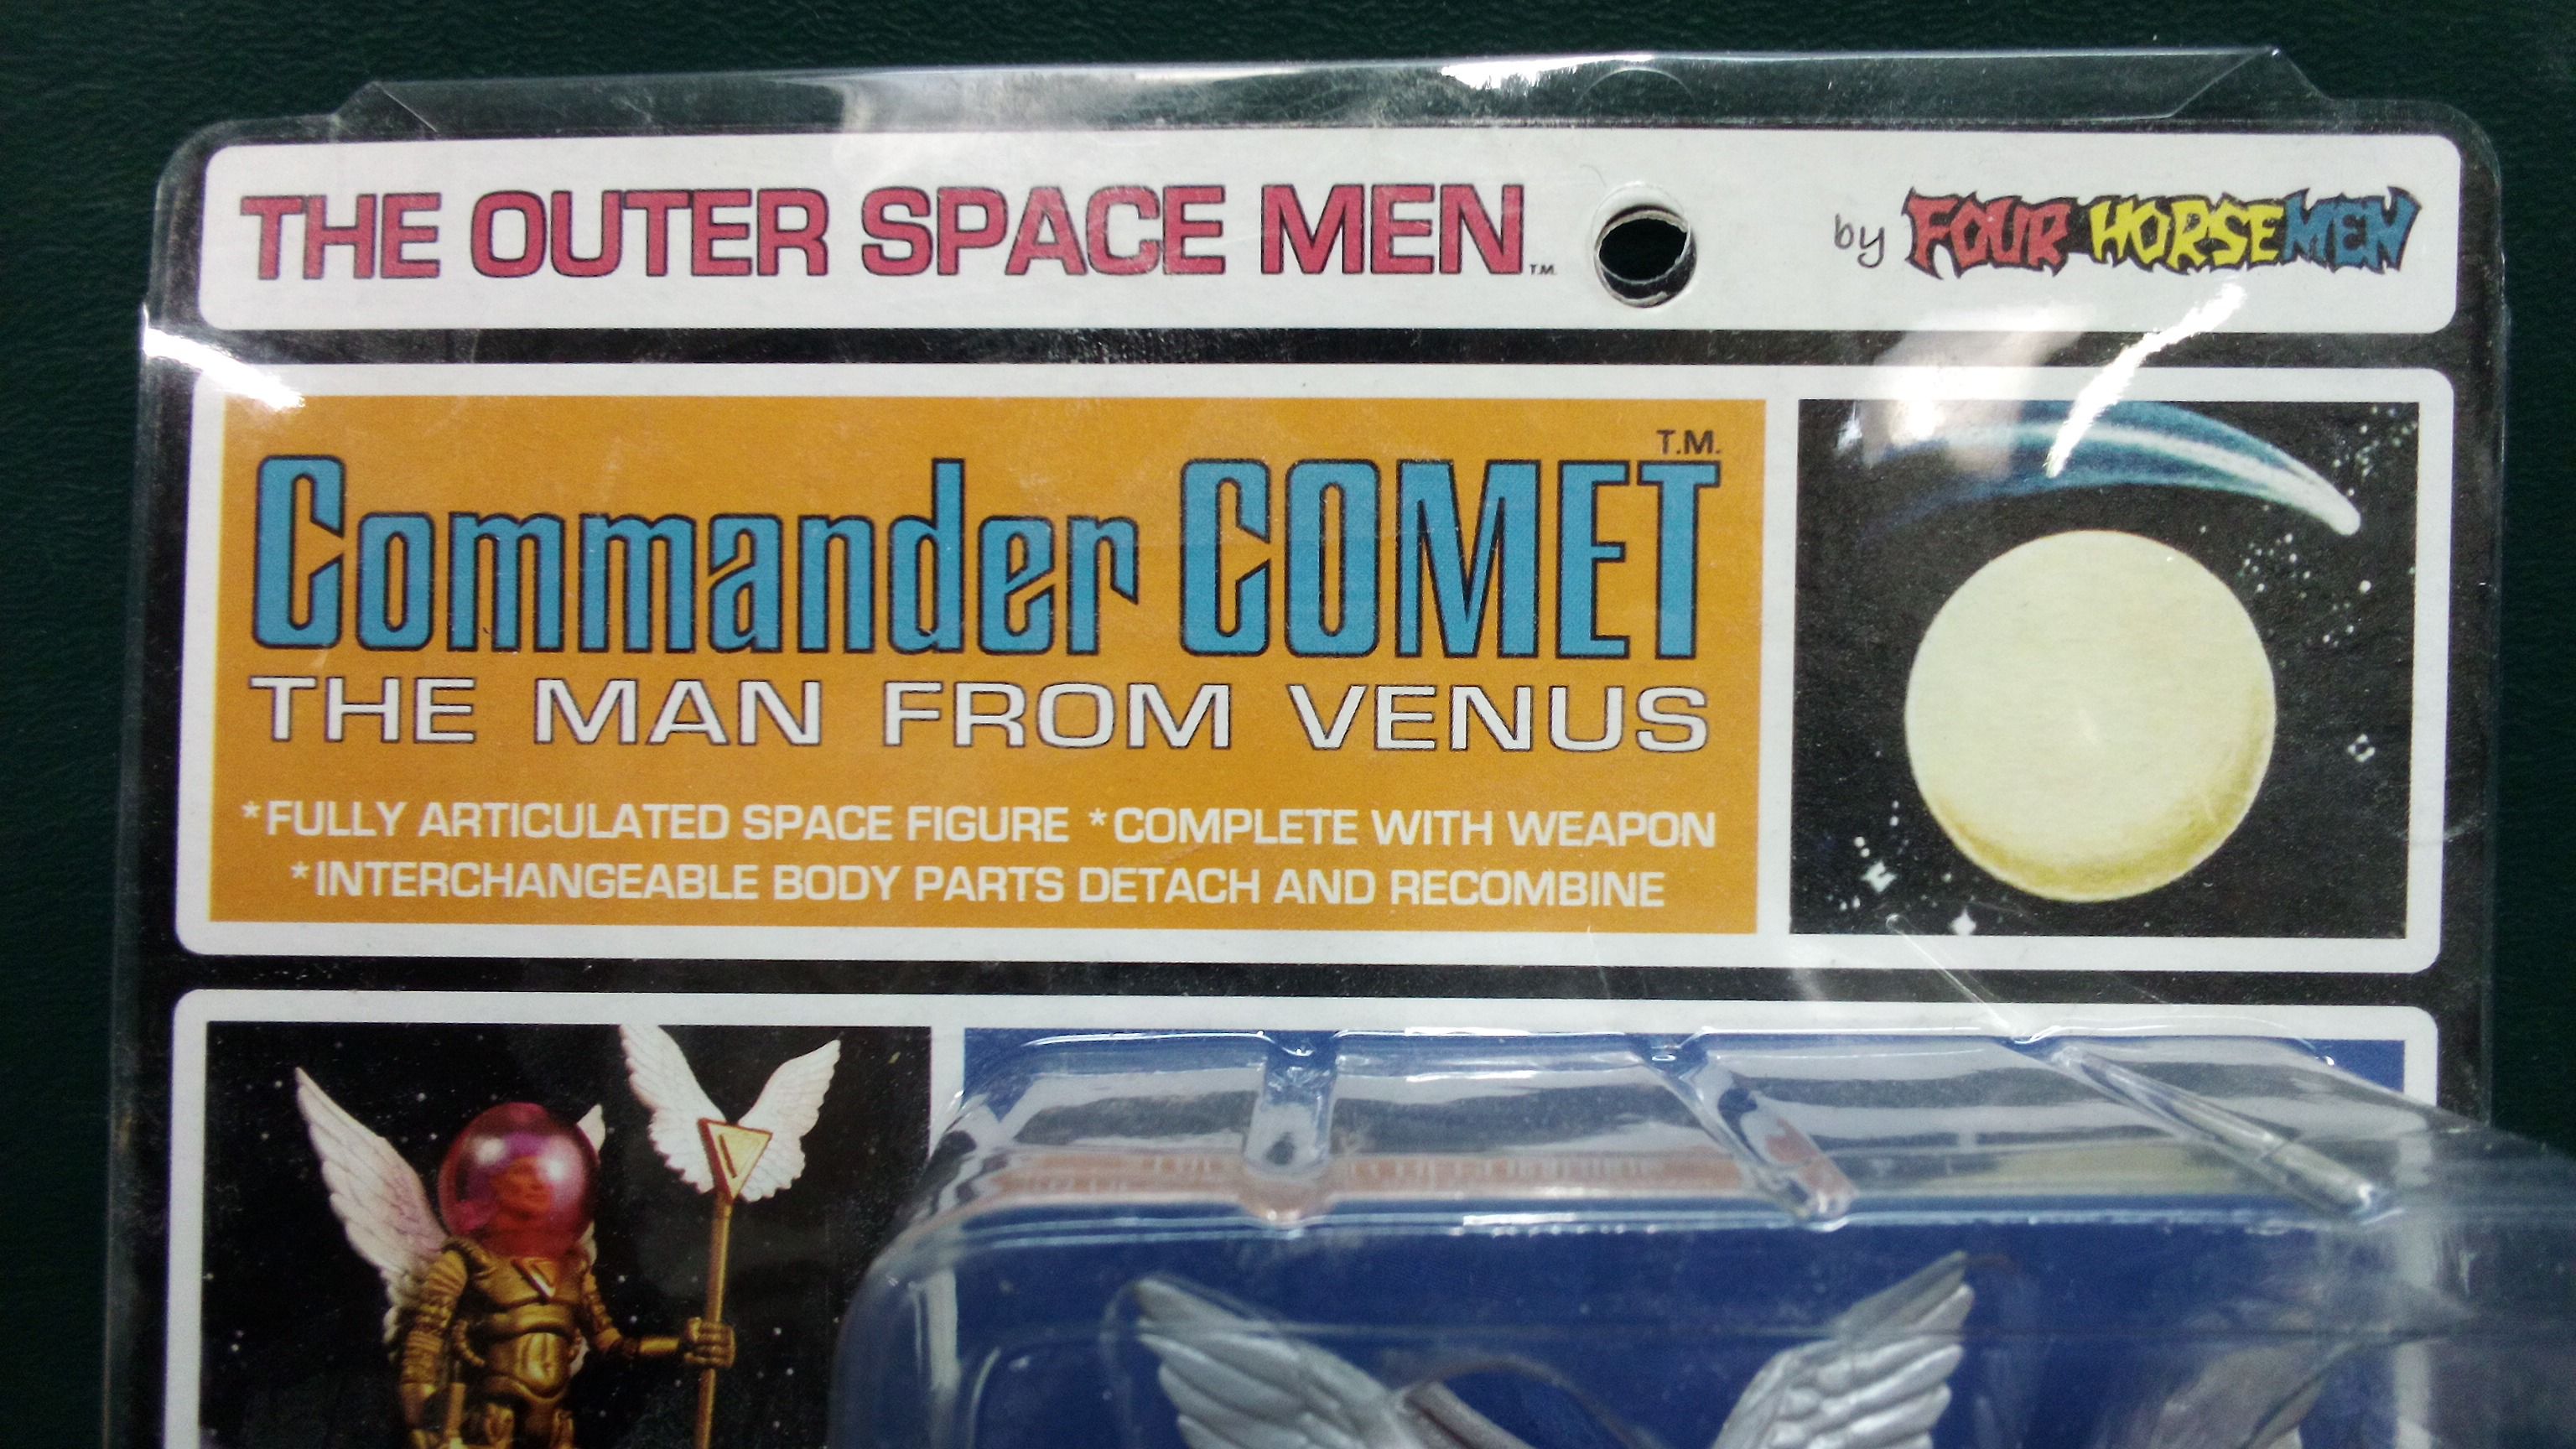 THE OUTER SPACE MEN T.M. by FOUR HORSEMEN
T.M.
Commander COMET
THE MAN FROM VENUS
*FULLY ARTICULATED SPACE FIGURE *COMPLETE WITH WEAPON
*INTERCHANGEABLE BODY PARTS DETACH AND RECOMBINE